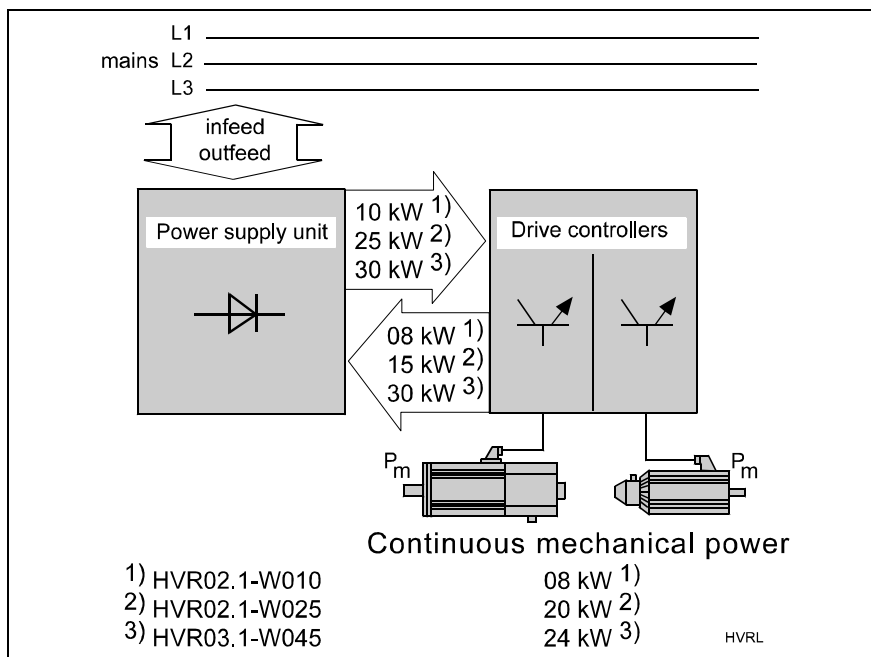 L1
mains L2
L3
infeed
outfeed
Power supply unit
10 kW 1)
25 kW 2)
30 kW 3)
Drive controllers
08 kW 1)
15 kW 2)
30 kW 3)
Pm
Pm
Continuous mechanical power
1) HVR02.1-W010
2) HVR02.1-W025
3) HVR03.1-W045
08 kW 1)
20 kW 2)
24 kW 3)
HVRL